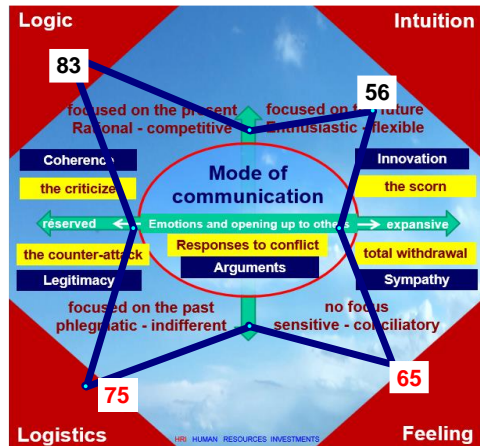 Logic
Intuition
83
56
focused on the present
Rational - competitive
focused on the future
Enthusiastic - flexible
Coherence
the criticize
Innovation
the scorn
Mode of
communication
réservéd
Emotions and opening up to others
expansive
Responses to conflict
Arguments
the counter-attack
Legitimacy
total withdrawal
Sympathy
focused on the past
phlegmatic - indifferent
no focus
sensitive - conciliatory
75
65
Logistics
Feeling
HRI HUMAN RESOURCES INVESTMENTS